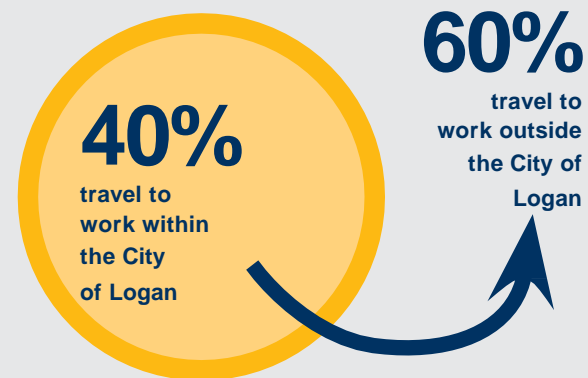 40%
travel to
work within
the City
of Logan
60%
travel to
work outside
the City of
Logan